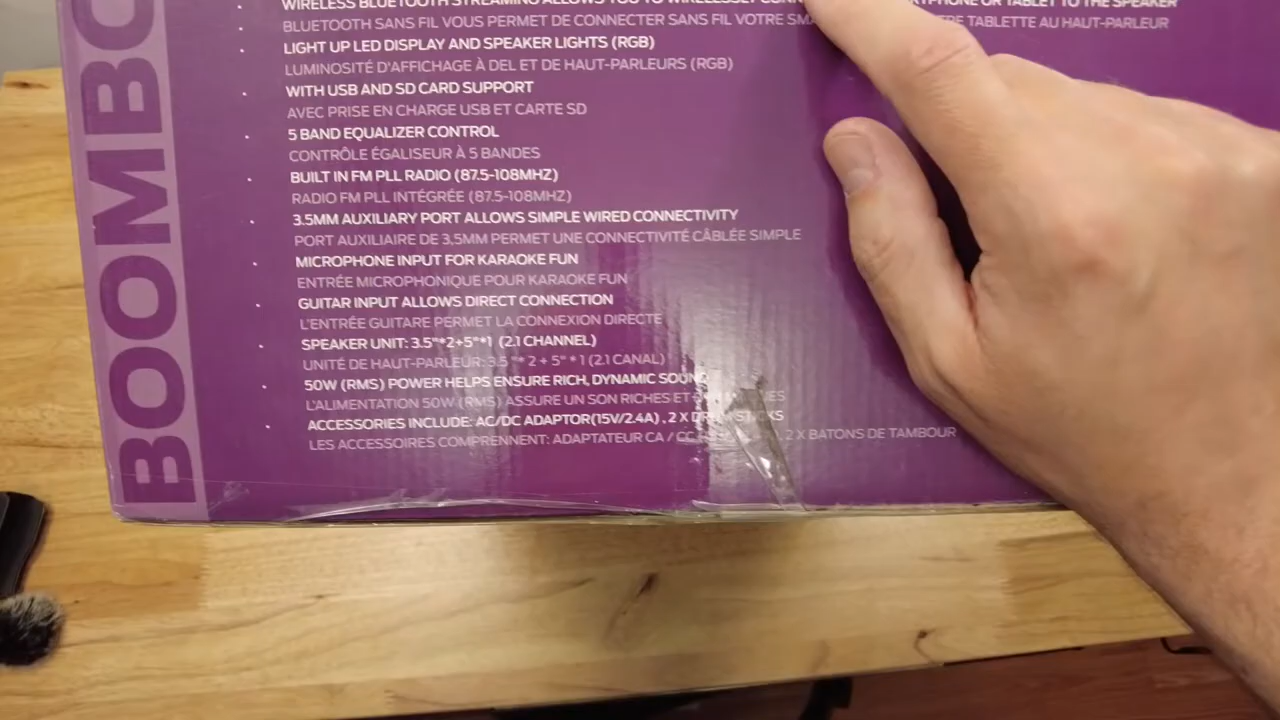 BOOMBO
WIRELESS BLUETOOTH STREAMING ALLOWS YOU TO WIRELESSLY TABLET TO THE SPEAKER
BLUETOOTH SANS FIL VOUS PERMET DE CONNECTER SANS FIL VOTRE TABLETTE AU HAUT-PARLEUR
LIGHT UP LED DISPLAY AND SPEAKER LIGHTS (RGB)
LUMINOSITÉ D'AFFICHAGE À DEL ET DE HAUT-PARLEURS (RGB)
WITH USB AND SD CARD SUPPORT
AVEC PRISE EN CHARGE USB ET CARTE SD
5 BAND EQUALIZER CONTROL
CONTRÔLE ÉGALISEUR À 5 BANDES
BUILT IN FM PLL RADIO (87.5-108MHZ)
RADIO FM PLL INTÉGRÉE (87.5-108MHZ)
3.5MM AUXILIARY PORT ALLOWS SIMPLE WIRED CONNECTIVITY
PORT AUXILIAIRE DE 3,5MM PERMET UNE CONNECTIVITÉ CÂBLÉE SIMPLE
MICROPHONE INPUT FOR KARAOKE FUN
ENTRÉE MICROPHONIQUE POUR KARAOKE FUN
GUITAR INPUT ALLOWS DIRECT CONNECTION
L'ENTRÉE GUITARE PERMET LA CONNEXION DIRECTE
SPEAKER UNIT: 3.5"*2+5"*1 (2.1 CHANNEL)
UNITÉ DE HAUT-PARLEUR: 3.5 "* 2 + 5" * 1 (2.1 CANAL)
50W (RMS) POWER HELPS ENSURE RICH, DYNAMIC SOUND
L'ALIMENTATION 50W (RMS) ASSURE UN SON RICHES ET
ACCESSORIES INCLUDE: AC/DC ADAPTOR(15V/2.4A) , 2 X DRUM STICKS
LES ACCESSOIRES COMPRENNENT: ADAPTATEUR CA / CC , 2 X BATONS DE TAMBOUR